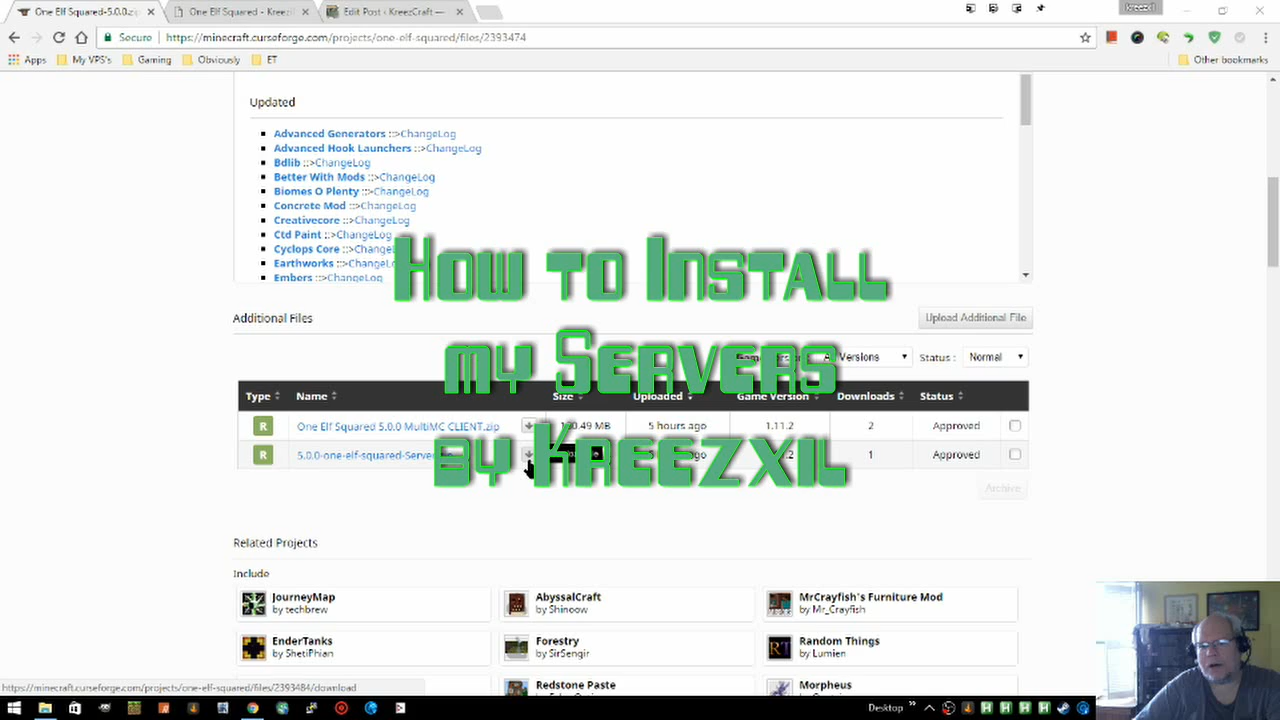 One Elf Squared-5.0.0.z
One Elf Squared - Kreezi
Edit Post ‹ KreezCraft —
kreezxil
Secure
https://minecraft.curseforge.com/projects/one-elf-squared/files/2393474
Apps
My VPS's
Gaming
Obviously
ET
Other bookmarks
Updated
Advanced Generators ::>ChangeLog
Advanced Hook Launchers ::>ChangeLog
Bdlib ::>ChangeLog
Better With Mods ::>ChangeLog
Biomes O Plenty ::>ChangeLog
Concrete Mod ::>ChangeLog
Creativecore ::>ChangeLog
Ctd Paint ::>ChangeLog
Cyclops Core ::>Change
Earthworks ::>ChangeL
Embers ::>ChangeLog
How to Install
my Servers
by Kreezxil
Additional Files
Upload Additional File
Versions
Status :
Normal
Type
Name
Size
Uploaded
Game Version
Downloads
Status
R
One Elf Squared 5.0.0 MultiMC CLIENT.zip
MB
5 hours ago
1.11.2
2
Approved
R
5.0.0-one-elf-squared-Server
1
Approved
Archive
Related Projects
Include
JourneyMap
by techbrew
AbyssalCraft
by Shinoow
MrCrayfish's Furniture Mod
by Mr_Crayfish
EnderTanks
by ShetiPhian
Forestry
by SirSengir
RT
Random Things
by Lumien
Redstone Paste
Morpheus
https://minecraft.curseforge.com/projects/one-elf-squared/files/2393484/download
Desktop